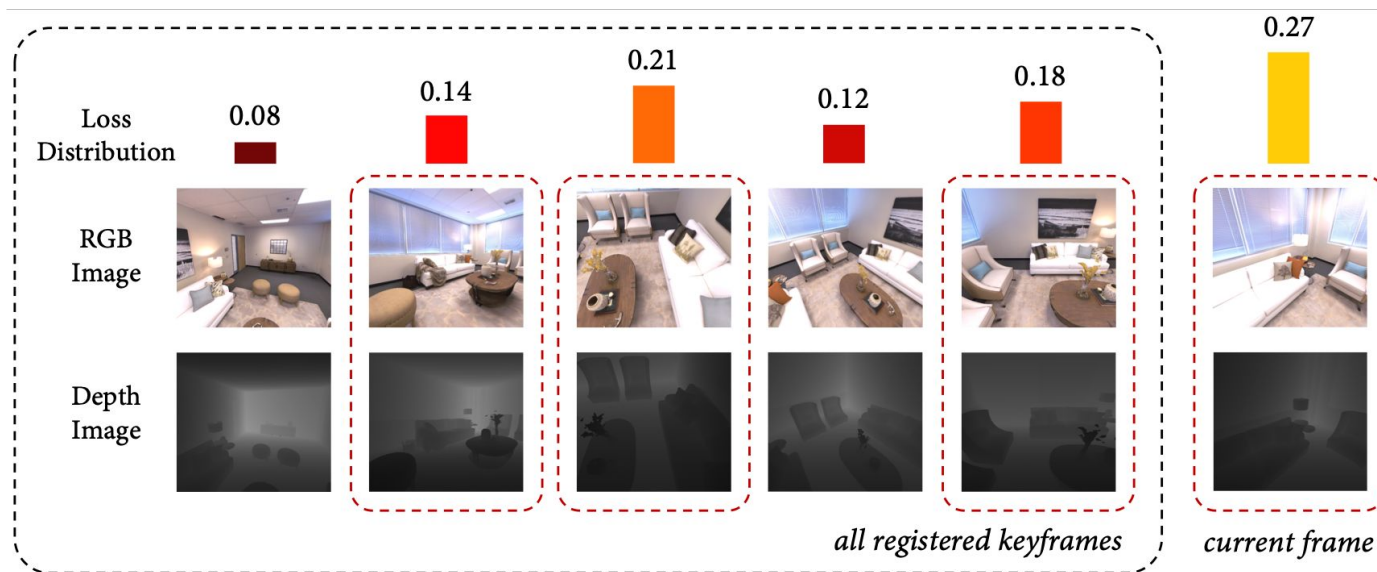 0.27
0.21
0.18
0.14
0.12
0.08
Loss
Distribution
RGB
Image
Depth
Image
all registered keyframes
current frame